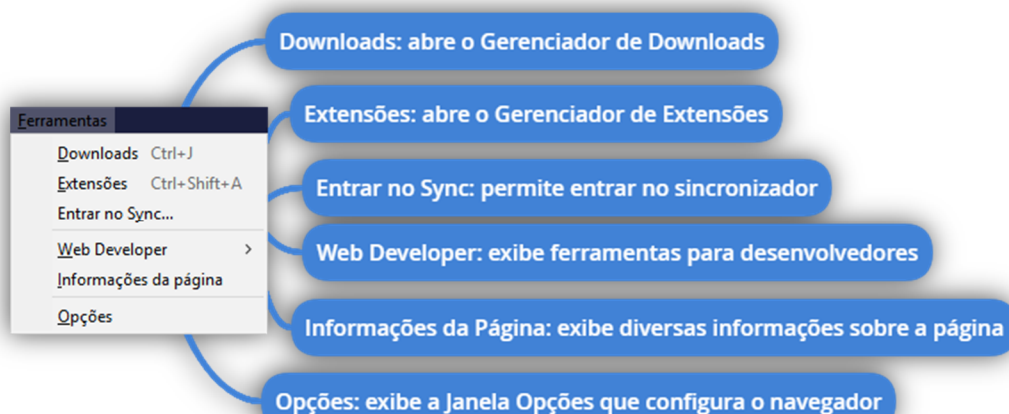 Downloads: abre o Gerenciador de Downloads
Extensões: abre o Gerenciador de Extensões
Ferramentas
Downloads Ctrl+J
Extensões Ctrl+Shift+A
Entrar no Sync...
Web Developer >
Informações da página
Opções
Entrar no Sync: permite entrar no sincronizador
Web Developer: exibe ferramentas para desenvolvedores
Informações da Página: exibe diversas informações sobre a página
Opções: exibe a Janela Opções que configura o navegador